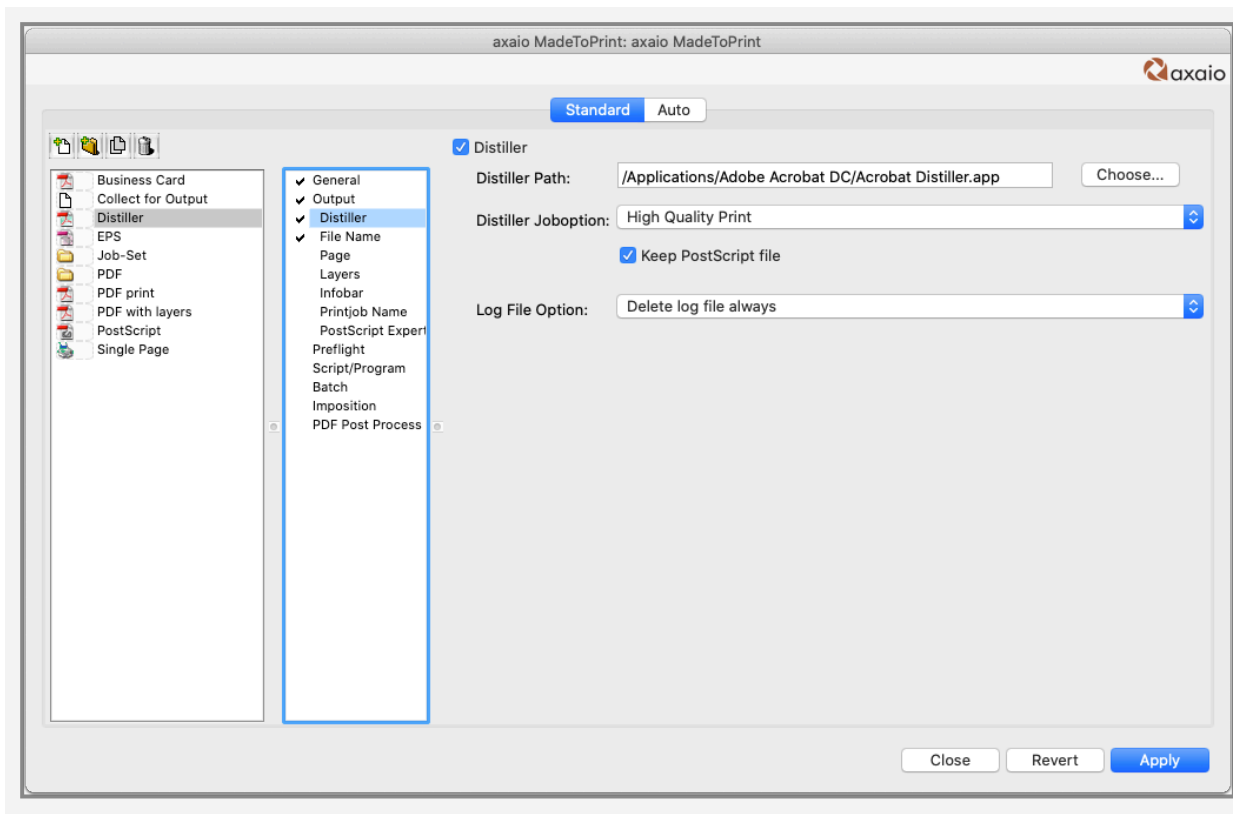 axaio MadeToPrint: axaio MadeToPrint
axaio
Standard Auto
Business Card
Collect for Output
Distiller
EPS
Job-Set
PDF
PDF print
PDF with layers
PostScript
Single Page
General
Output
Distiller
File Name
Page
Layers
Infobar
Printjob Name
PostScript Expert
Preflight
Script/Program
Batch
Imposition
PDF Post Process
Distiller
Distiller Path: /Applications/Adobe Acrobat DC/Acrobat Distiller.app Choose...
Distiller Joboption: High Quality Print
Keep PostScript file
Log File Option: Delete log file always
Close Revert Apply